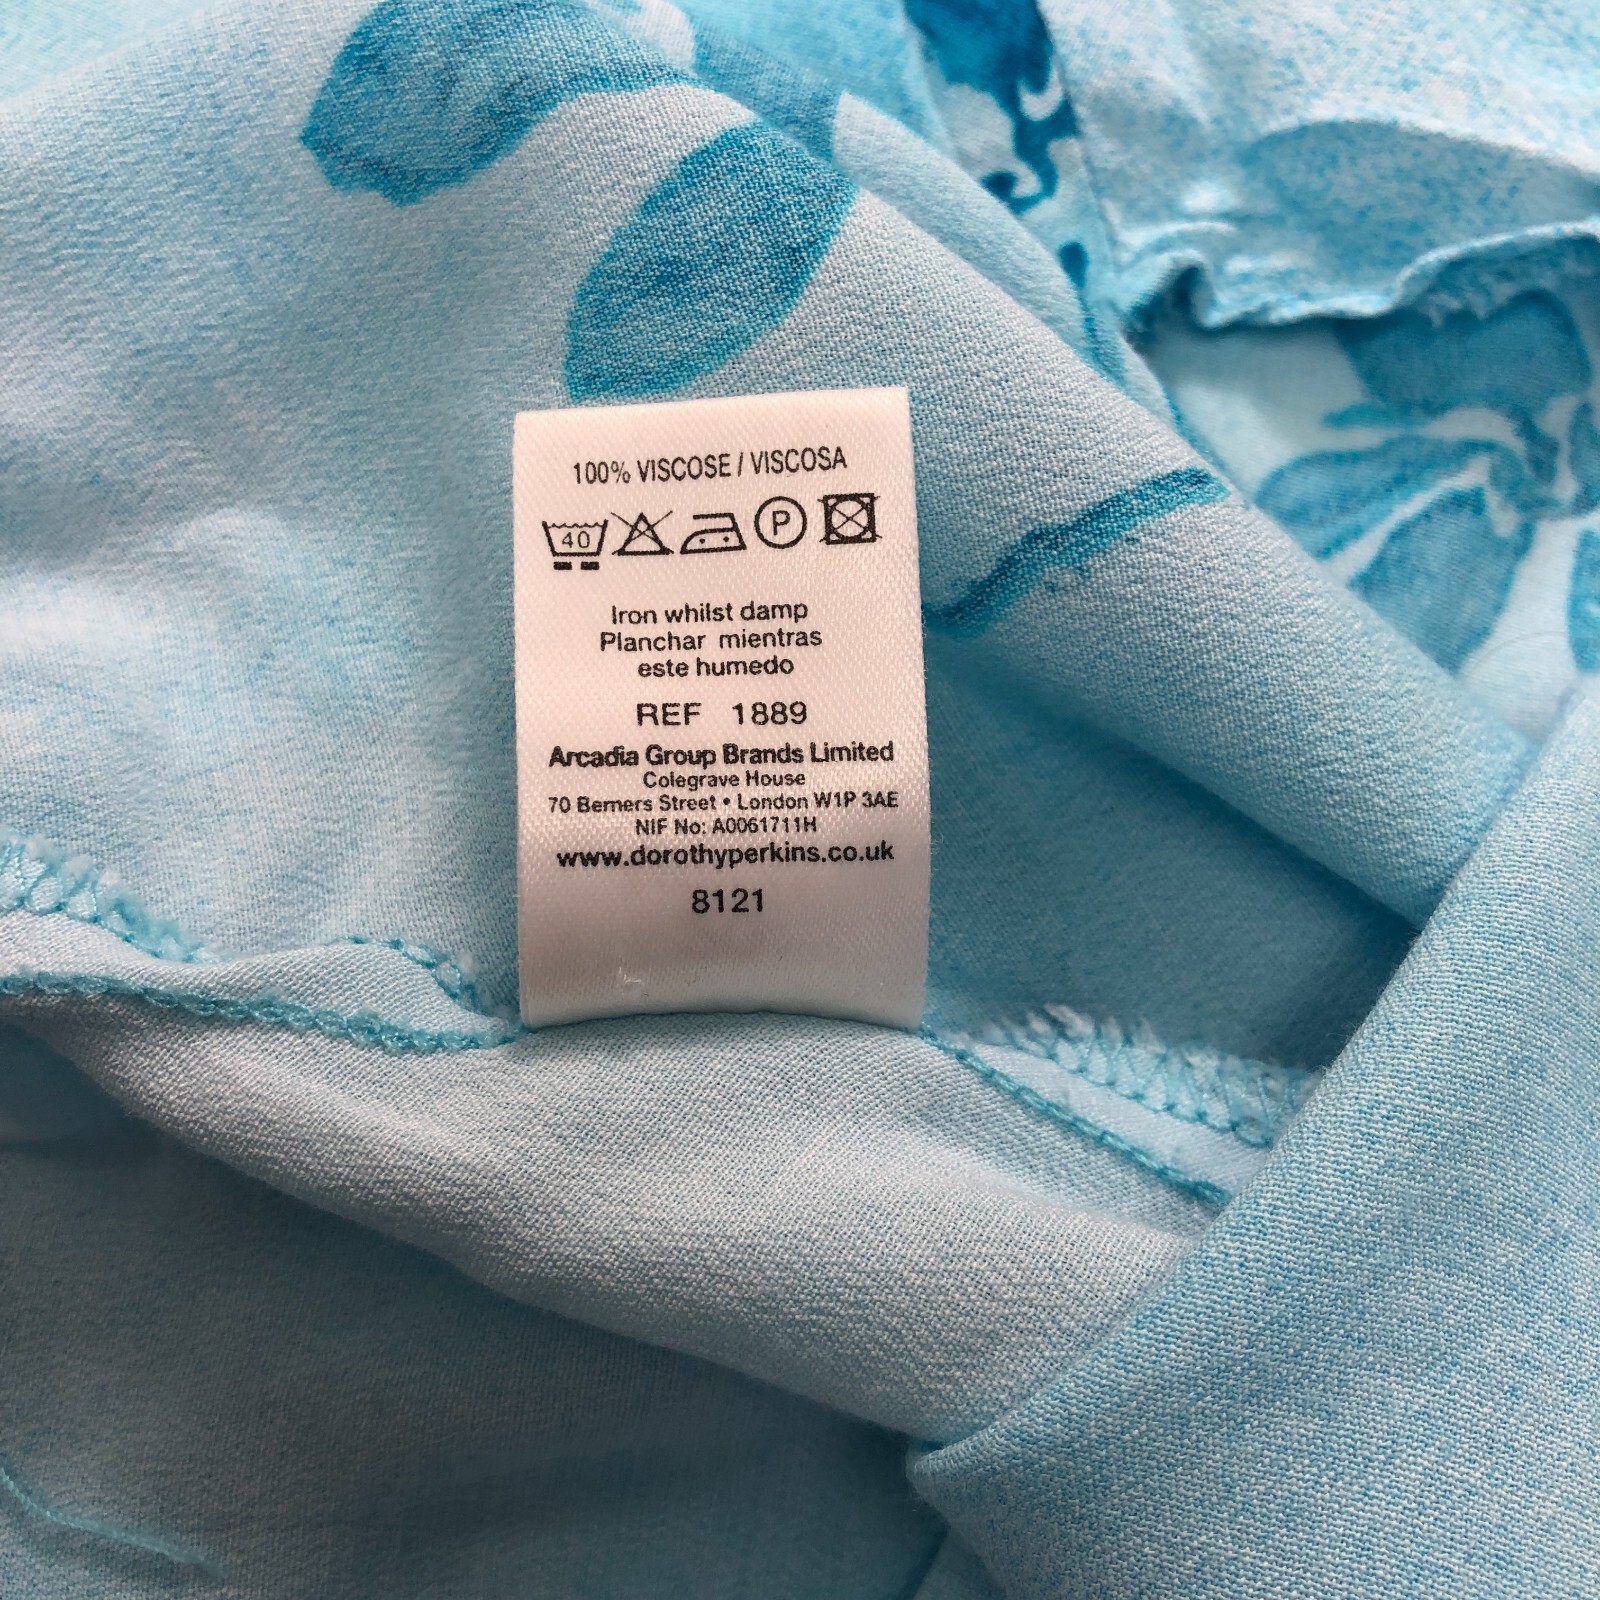 100% VISCOSE / VISCOSA
40 P
Iron whilst damp
Planchar mientras
este humedo
REF 1889
Arcadia Group Brands Limited
Colegrave House
70 Berners Street • London W1P 3AE
NIF No: A0061711H
www.dorothyperkins.co.uk
8121